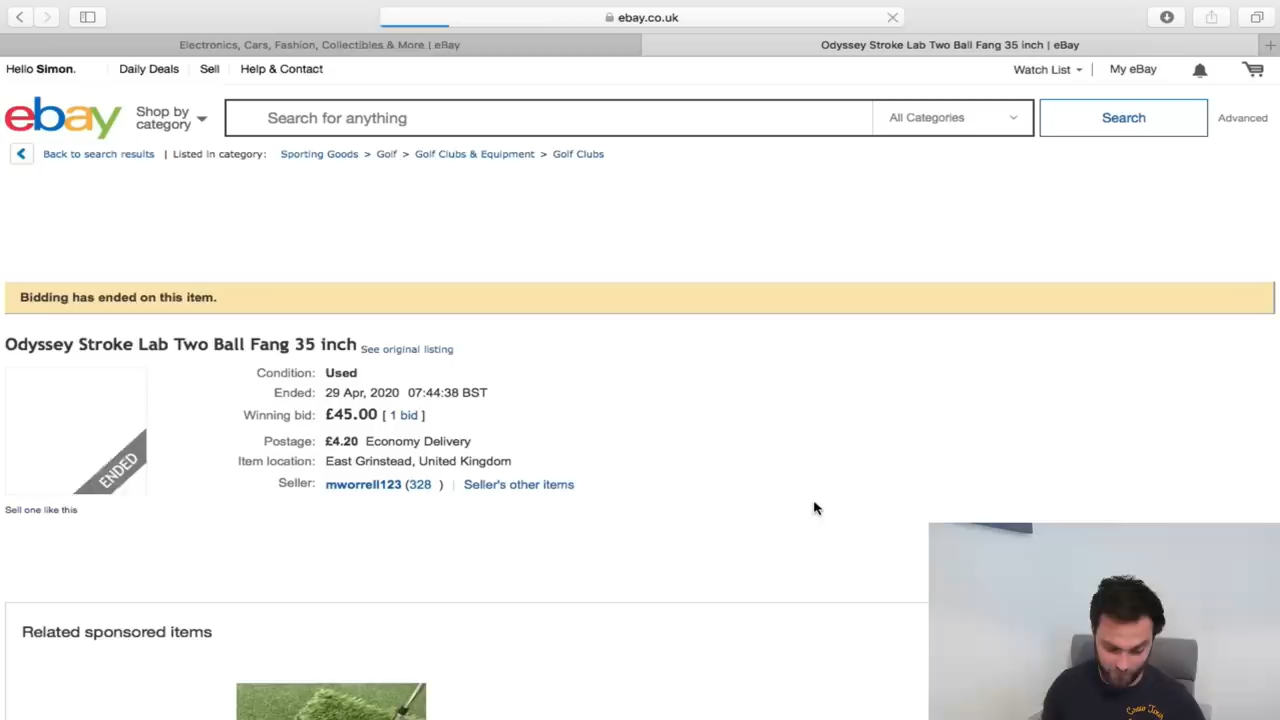 ebay.co.uk
Electronics, Cars, Fashion, Collectibles & More | eBay
Odyssey Stroke Lab Two Ball Fang 35 inch | eBay
Hello Simon.
Daily Deals
Sell
Help & Contact
Watch List
My eBay
ebay
Shop by category
Search for anything
All Categories
Search
Advanced
Back to search results | Listed in category: Sporting Goods > Golf > Golf Clubs & Equipment > Golf Clubs
Bidding has ended on this item.
Odyssey Stroke Lab Two Ball Fang 35 inch See original listing
Condition: Used
Ended: 29 Apr, 2020 07:44:38 BST
Winning bid: £45.00 [ 1 bid ]
Postage: £4.20 Economy Delivery
Item location: East Grinstead, United Kingdom
Seller: mworrell123 (328 ) | Seller's other items
ENDED
Sell one like this
Related sponsored items